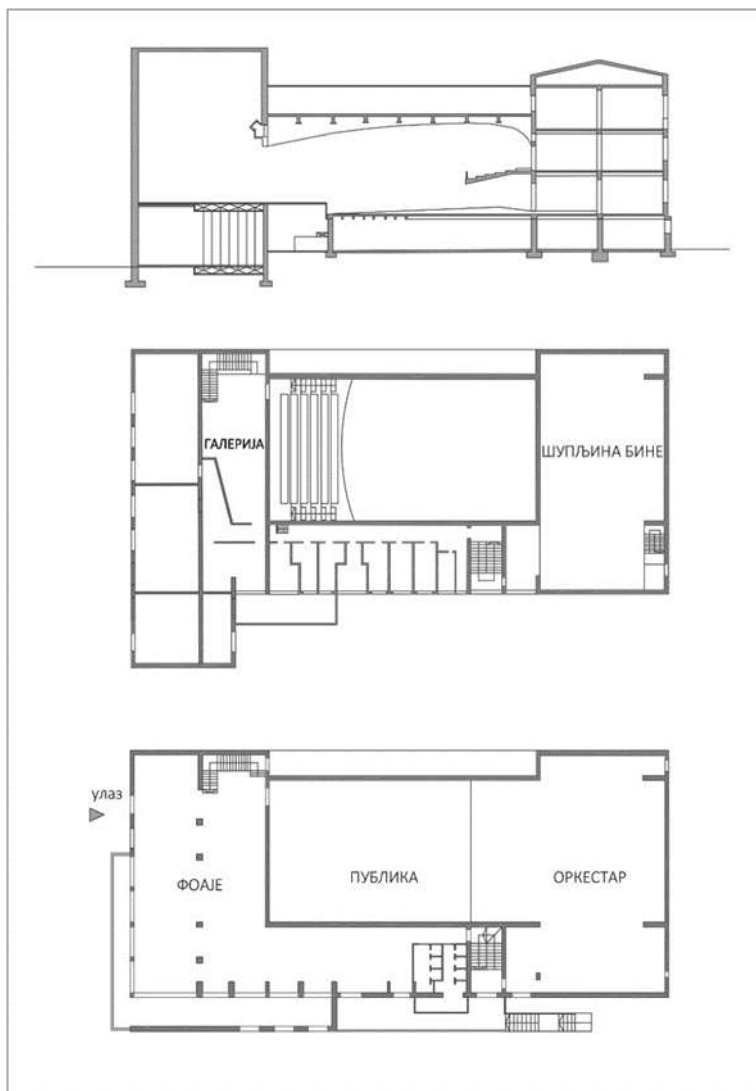 ГАЛЕРИЈА
ШУПЉИНА БИНЕ
улаз
ФОАЈЕ
ПУБЛИКА
ОРКЕСТАР